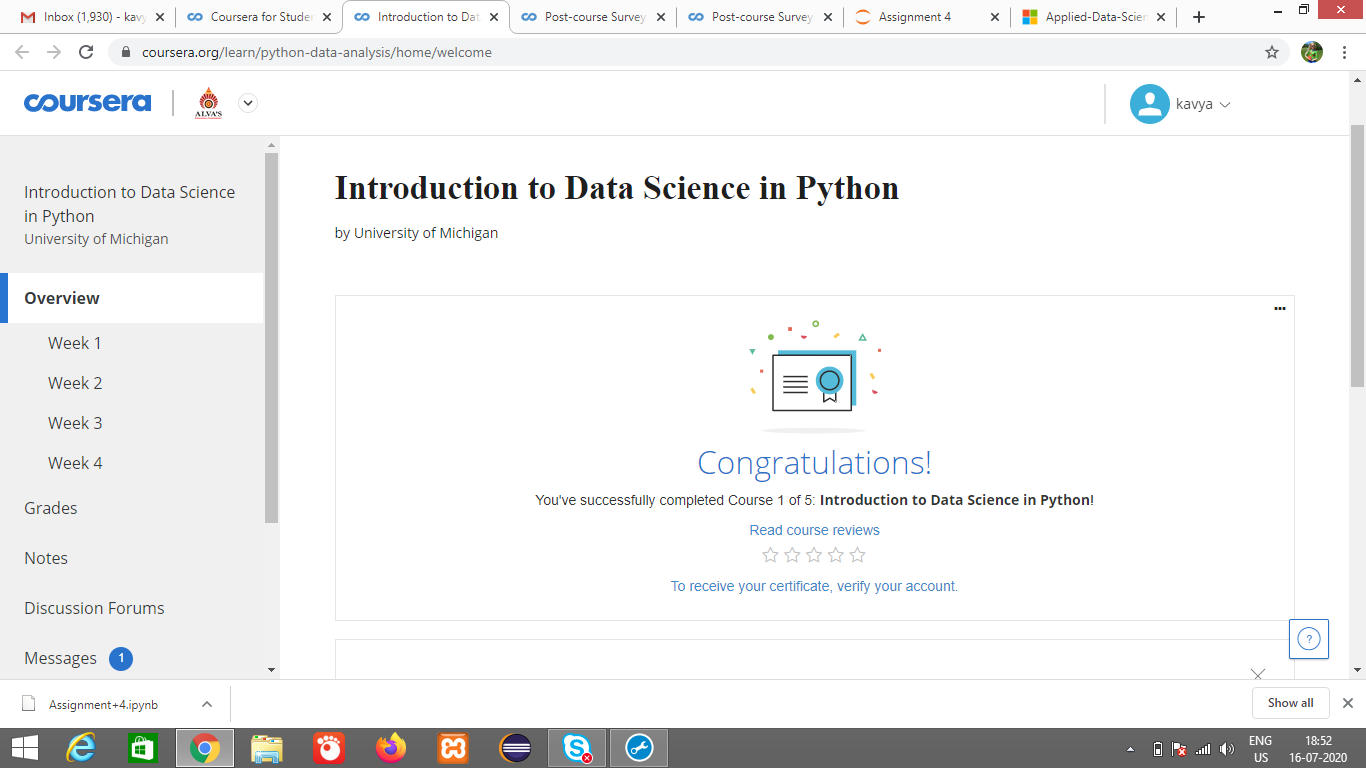 Inbox (1,930) - kavy
Coursera for Studen
Introduction to Dat
Post-course Survey
Post-course Survey
Assignment 4
Applied-Data-Scien
coursera.org/learn/python-data-analysis/home/welcome
coursera
ALVA'S
kavya
Introduction to Data Science
in Python
University of Michigan
Overview
Week 1
Week 2
Week 3
Week 4
Grades
Notes
Discussion Forums
Messages 1
Introduction to Data Science in Python
by University of Michigan
Congratulations!
You've successfully completed Course 1 of 5: Introduction to Data Science in Python!
Read course reviews
To receive your certificate, verify your account.
?
Assignment+4.ipynb
Show all
ENG
US
18:52
16-07-2020